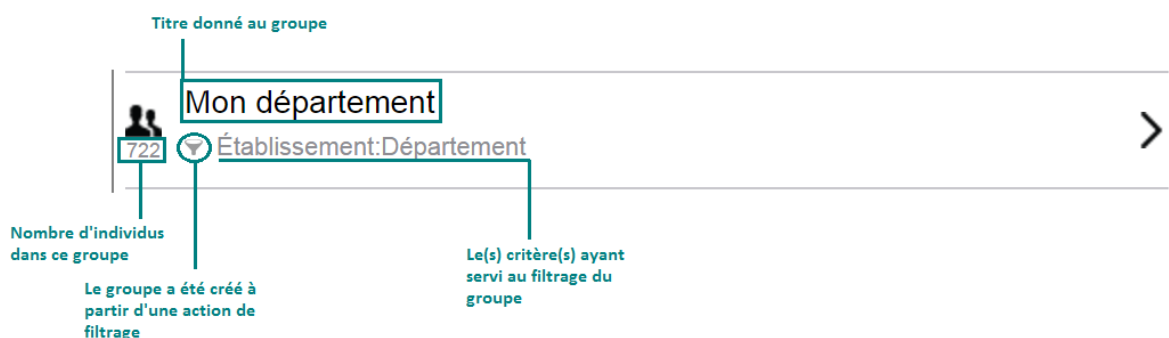 Titre donné au groupe
Mon département
722 Établissement:Département
Nombre d'individus
dans ce groupe
Le groupe a été créé à
partir d'une action de
filtrage
Le(s) critère(s) ayant
servi au filtrage du
groupe